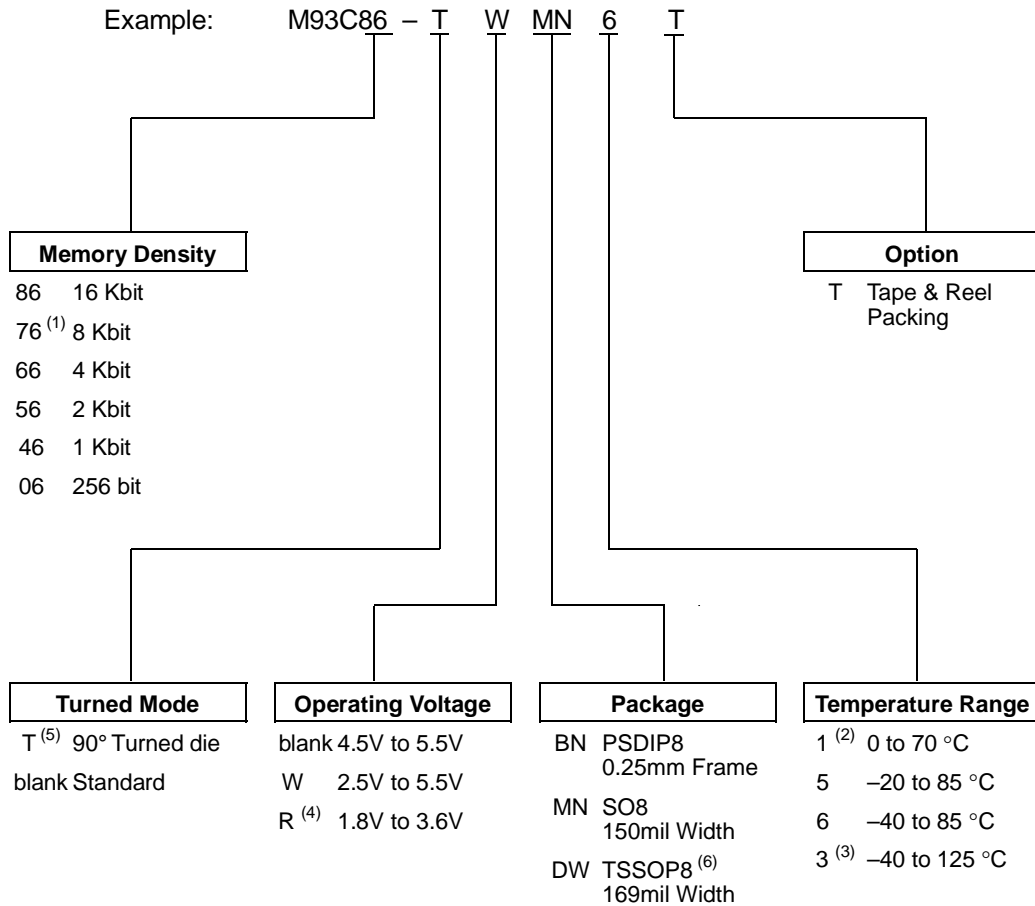 Example: M93C86 – T W MN 6 T
Memory Density
86 16 Kbit
76 (1) 8 Kbit
66 4 Kbit
56 2 Kbit
46 1 Kbit
06 256 bit
Option
T Tape & Reel
Packing
Turned Mode
T (5) 90° Turned die
blank Standard
Operating Voltage
blank 4.5V to 5.5V
W 2.5V to 5.5V
R (4) 1.8V to 3.6V
Package
BN PSDIP8
0.25mm Frame
MN SO8
150mil Width
DW TSSOP8 (6)
169mil Width
Temperature Range
1 (2) 0 to 70 °C
5 –20 to 85 °C
6 –40 to 85 °C
3 (3) –40 to 125 °C